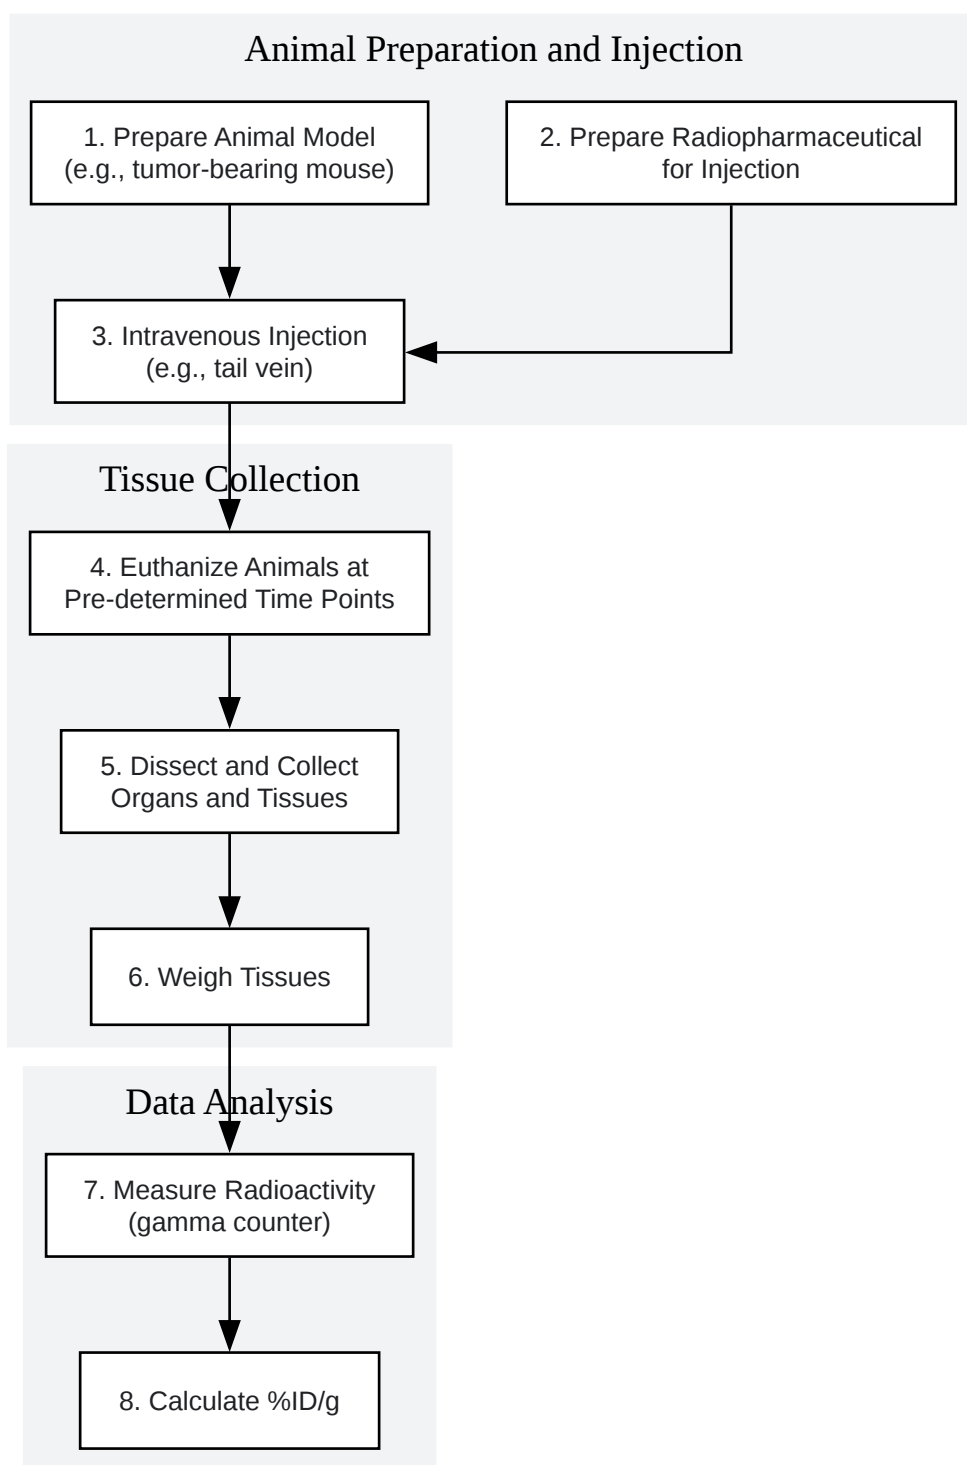 Animal Preparation and Injection
1. Prepare Animal Model
(e.g., tumor-bearing mouse)
2. Prepare Radiopharmaceutical
for Injection
3. Intravenous Injection
(e.g., tail vein)
Tissue Collection
4. Euthanize Animals at
Pre-determined Time Points
5. Dissect and Collect
Organs and Tissues
6. Weigh Tissues
Data Analysis
7. Measure Radioactivity
(gamma counter)
8. Calculate %ID/g